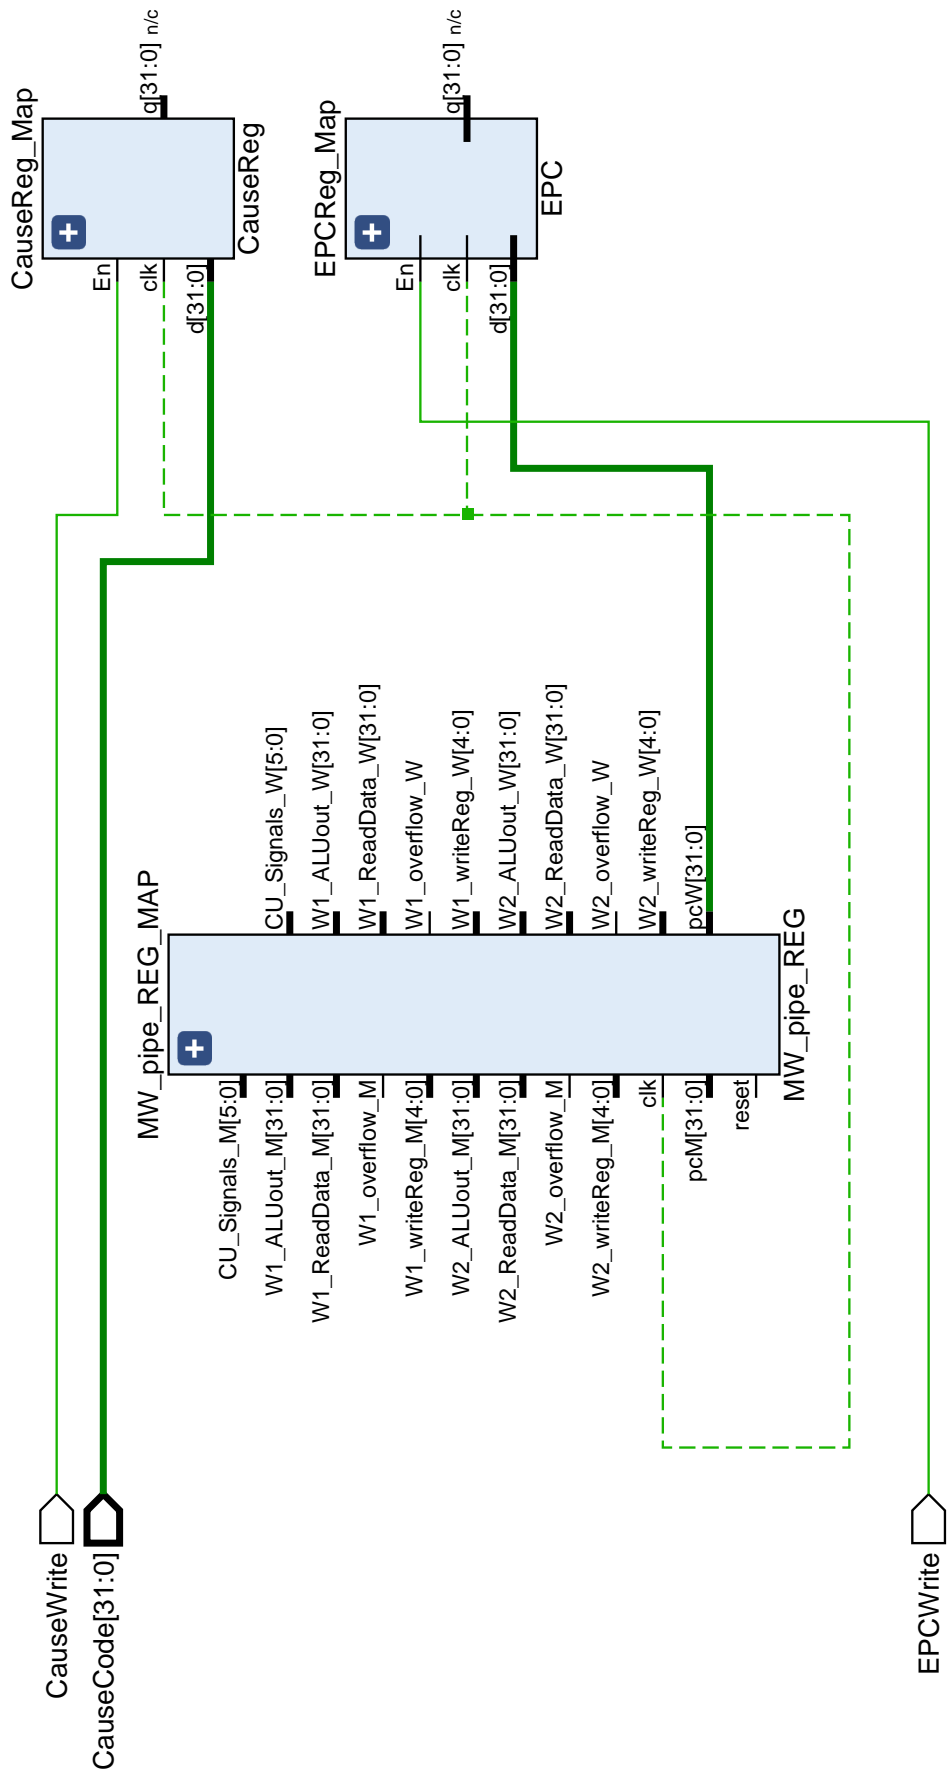 CauseWrite
CauseCode[31:0]
CauseReg_Map
En
clk
d[31:0]
q[31:0] n/c
CauseReg
EPCReg_Map
En
clk
d[31:0]
q[31:0] n/c
EPC
MW_pipe_REG_MAP
CU_Signals_M[5:0]
W1_ALUout_M[31:0]
W1_ReadData_M[31:0]
W1_overflow_M
W1_writeReg_M[4:0]
W2_ALUout_M[31:0]
W2_ReadData_M[31:0]
W2_overflow_M
W2_writeReg_M[4:0]
clk
pcM[31:0]
reset
CU_Signals_W[5:0]
W1_ALUout_W[31:0]
W1_ReadData_W[31:0]
W1_overflow_W
W1_writeReg_W[4:0]
W2_ALUout_W[31:0]
W2_ReadData_W[31:0]
W2_overflow_W
W2_writeReg_W[4:0]
pcW[31:0]
MW_pipe_REG
EPCWrite